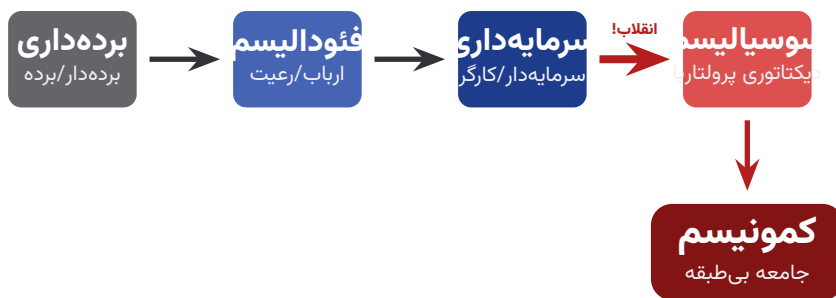 برده‌داری
برده‌دار/برده
فئودالیسم
ارباب/رعیت
سرمایه‌داری
سرمایه‌دار/کارگر
انقلاب!
سوسیالیسم
دیکتاتوری پرولتاریا
کمونیسم
جامعه بی‌طبقه